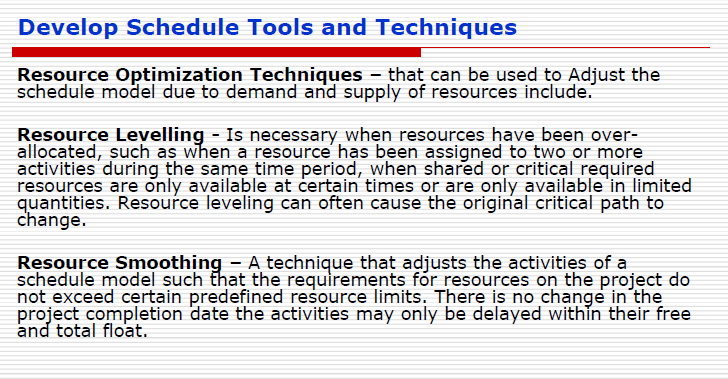 Develop Schedule Tools and Techniques
Resource Optimization Techniques – that can be used to Adjust the
schedule model due to demand and supply of resources include.
Resource Levelling - Is necessary when resources have been over-
allocated, such as when a resource has been assigned to two or more
activities during the same time period, when shared or critical required
resources are only available at certain times or are only available in limited
quantities. Resource leveling can often cause the original critical path to
change.
Resource Smoothing – A technique that adjusts the activities of a
schedule model such that the requirements for resources on the project do
not exceed certain predefined resource limits. There is no change in the
project completion date the activities may only be delayed within their free
and total float.